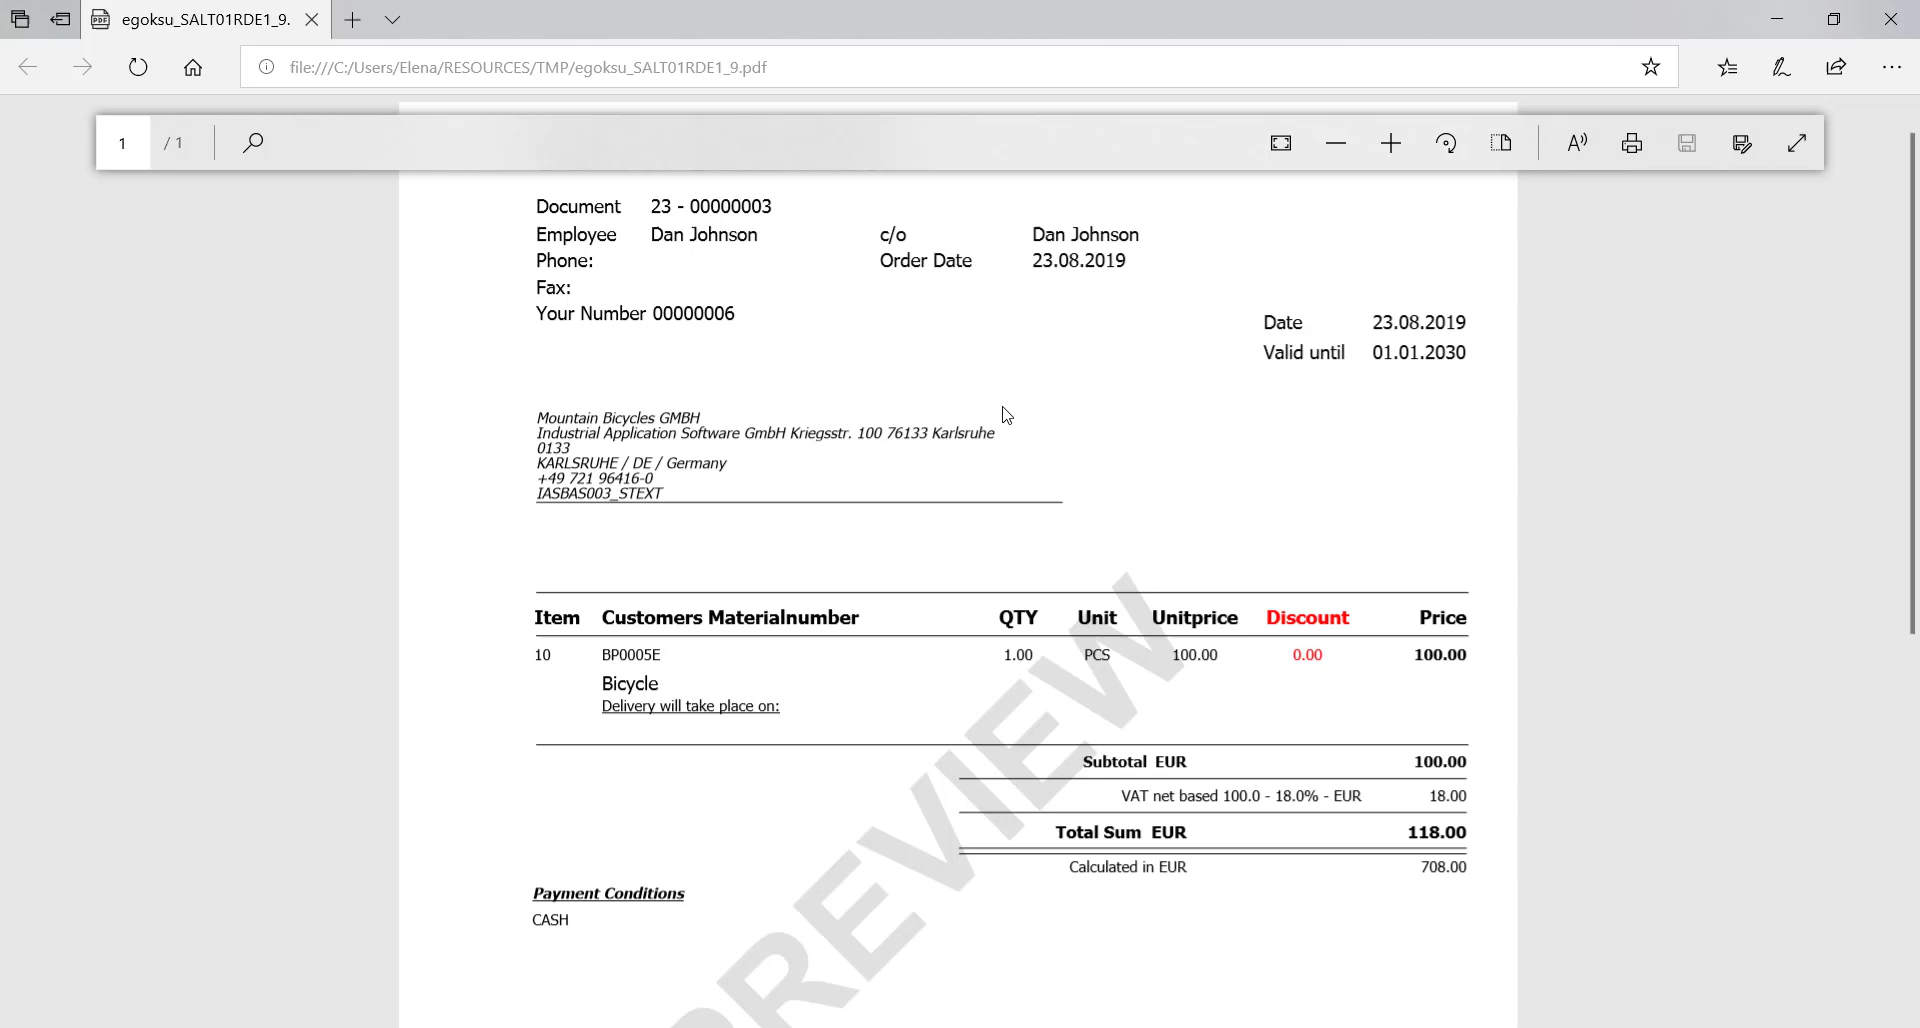 egoksu_SALT01RDE1_9.
file:///C:/Users/Elena/RESOURCES/TMP/egoksu_SALT01RDE1_9.pdf
1 / 1
Document 23 - 00000003
Employee Dan Johnson c/o Dan Johnson
Phone: Order Date 23.08.2019
Fax:
Your Number 00000006
Date 23.08.2019
Valid until 01.01.2030
Mountain Bicycles GMBH
Industrial Application Software GmbH Kriegsstr. 100 76133 Karlsruhe
0133
KARLSRUHE / DE / Germany
+49 721 96416-0
IASBAS003_STEXT
Item Customers Materialnumber QTY Unit Unitprice Discount Price
10 BP0005E 1.00 PCS 100.00 0.00 100.00
Bicycle
Delivery will take place on:
Subtotal EUR 100.00
VAT net based 100.0 - 18.0% - EUR 18.00
Total Sum EUR 118.00
Calculated in EUR 708.00
Payment Conditions
CASH
PREVIEW